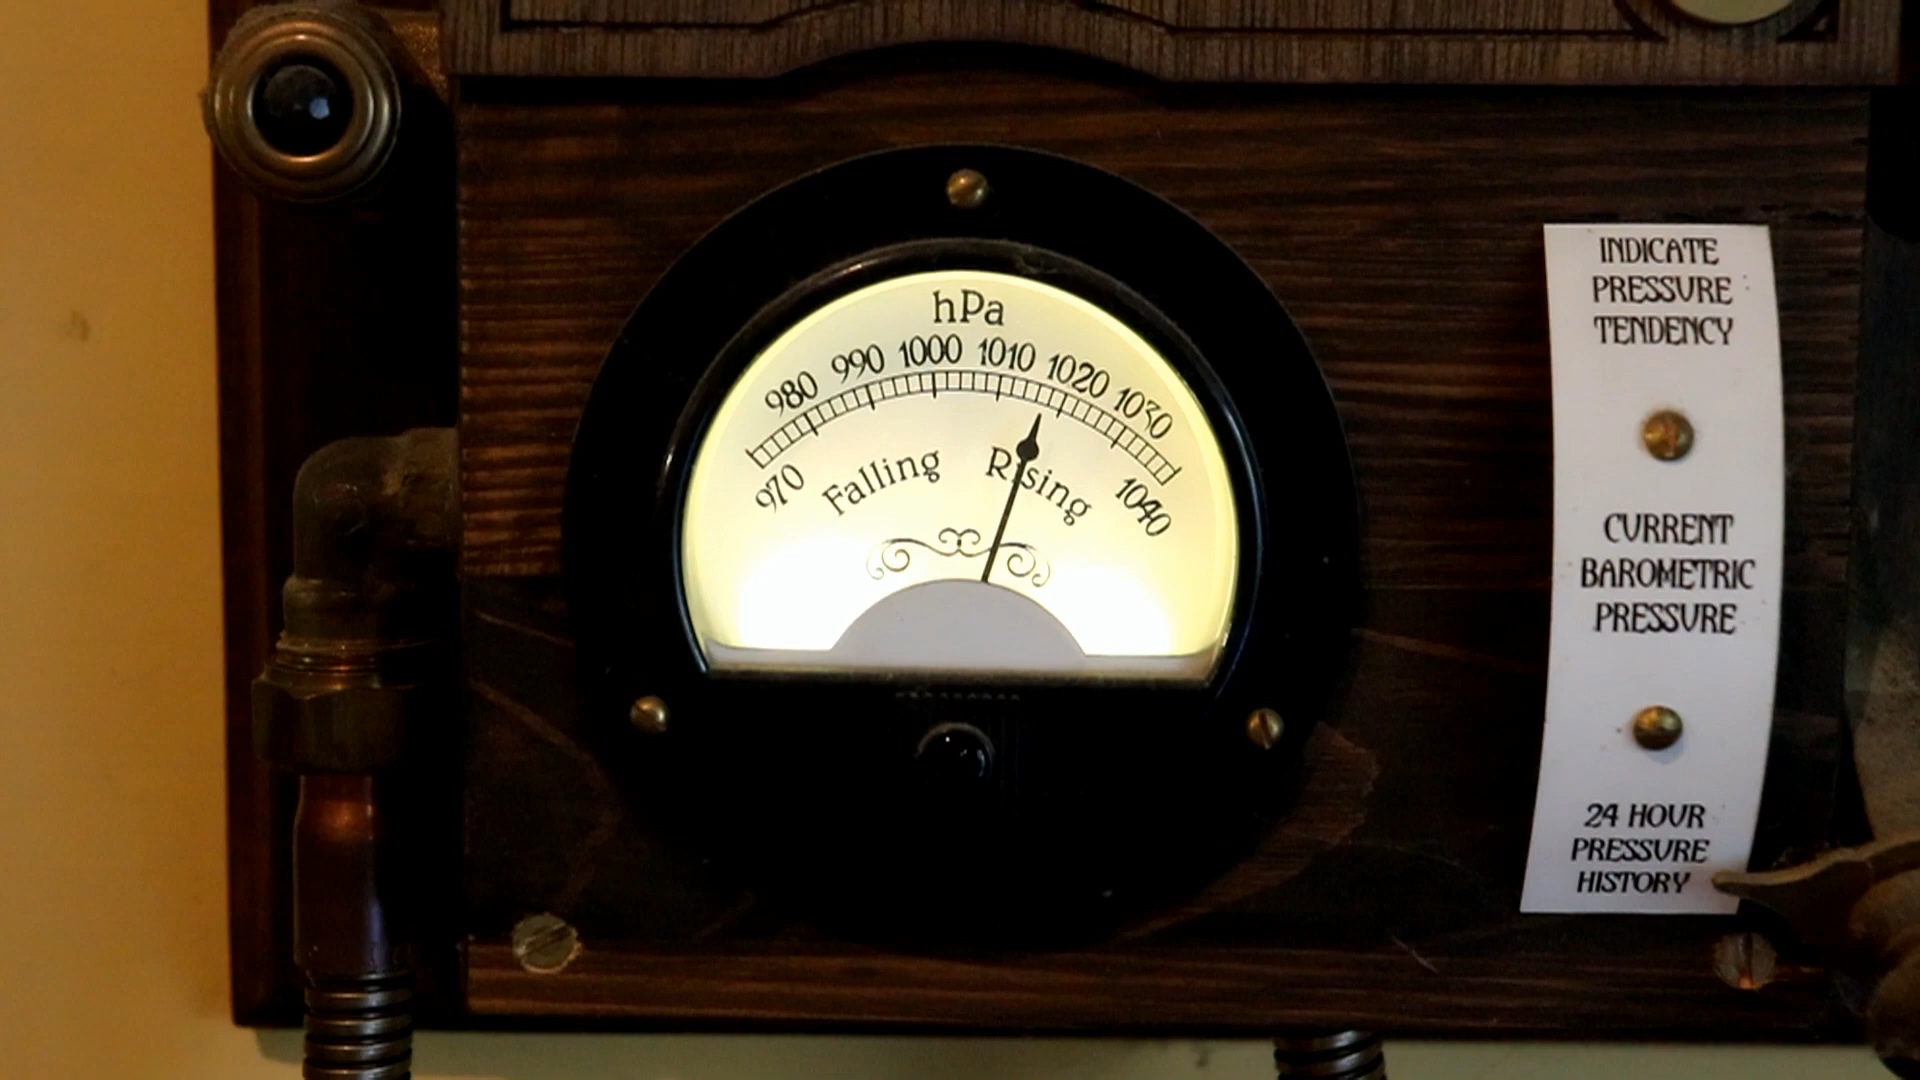 hPa
970 980 990 1000 1010 1020 1030 1040
Falling Rising
INDICATE
PRESSURE
TENDENCY
CURRENT
BAROMETRIC
PRESSURE
24 HOUR
PRESSURE
HISTORY